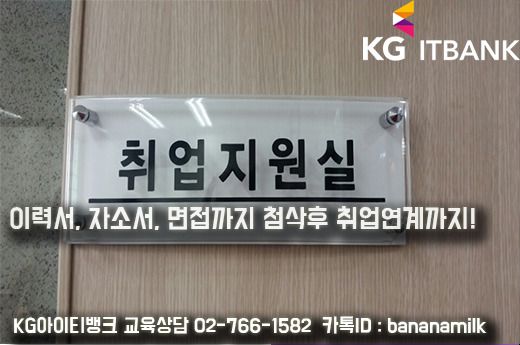 KG ITBANK
취업지원실
이력서, 자소서, 면접까지 첨삭후 취업연계까지!
KG아이티뱅크 교육상담 02-766-1582 카톡ID : bananamilk